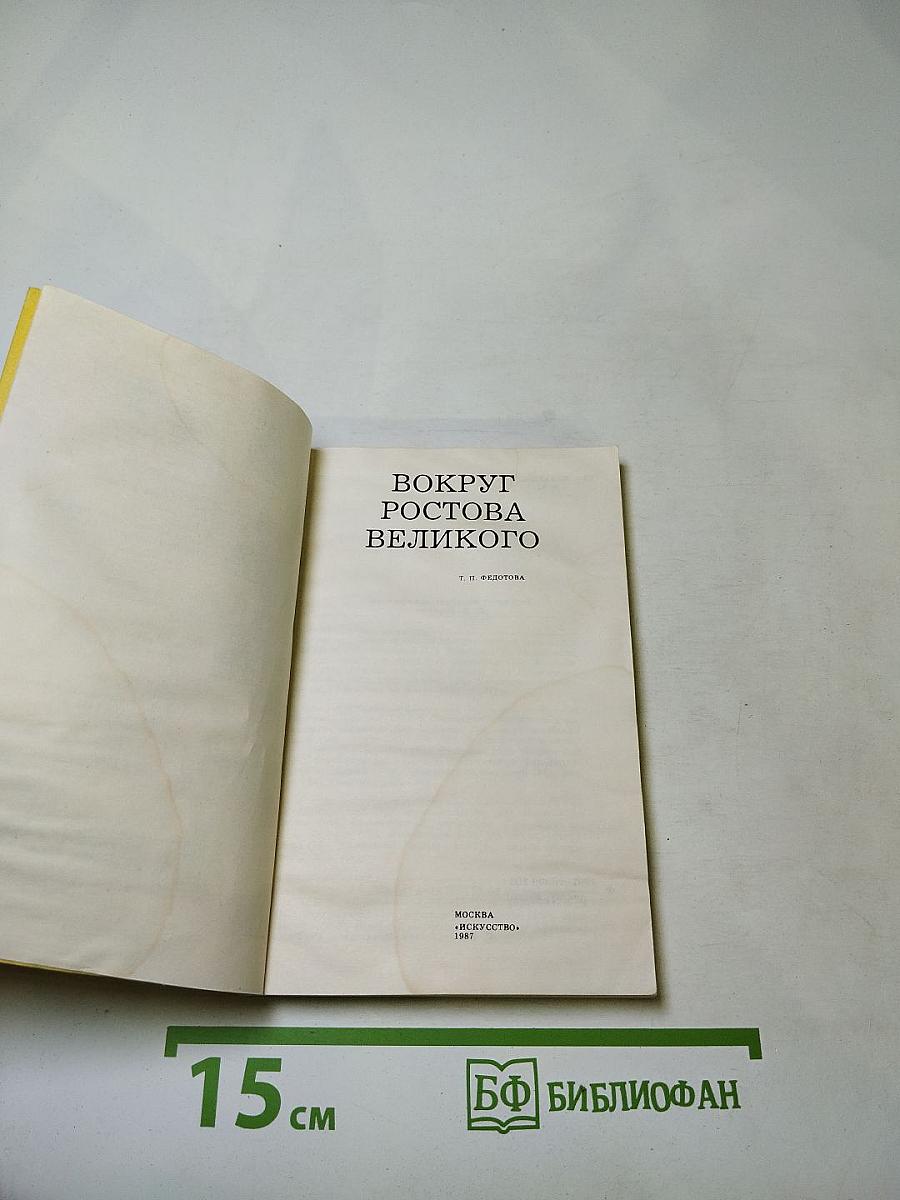 ВОКРУГ
РОСТОВА
ВЕЛИКОГО
Т. П. ФЕДОТОВА
МОСКВА
«ИСКУССТВО»
1987
15 см
БФ БИБЛИОФАН